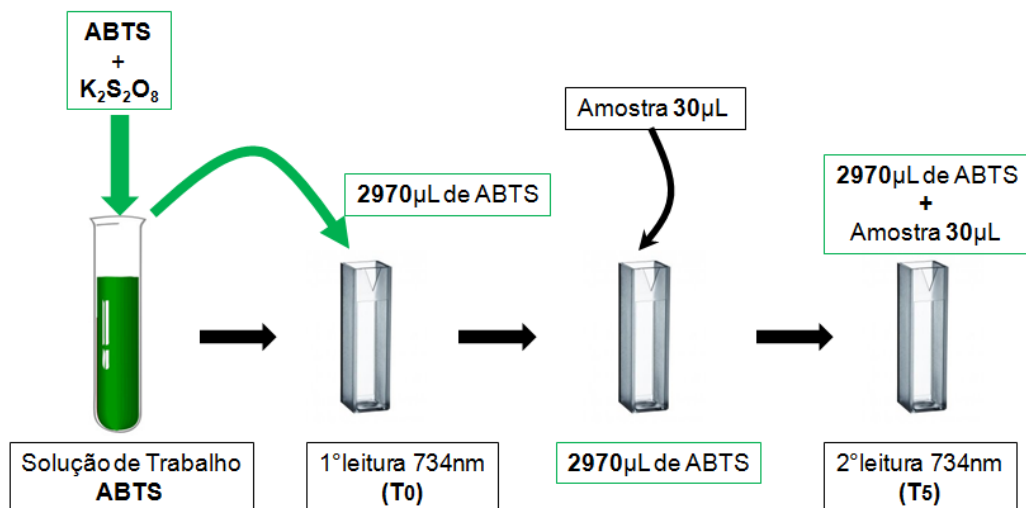 ABTS
+
K₂S₂O₈
Amostra 30µL
2970µL de ABTS
2970µL de ABTS
+
Amostra 30µL
Solução de Trabalho
ABTS
1°leitura 734nm
(T0)
2970µL de ABTS
2°leitura 734nm
(T5)